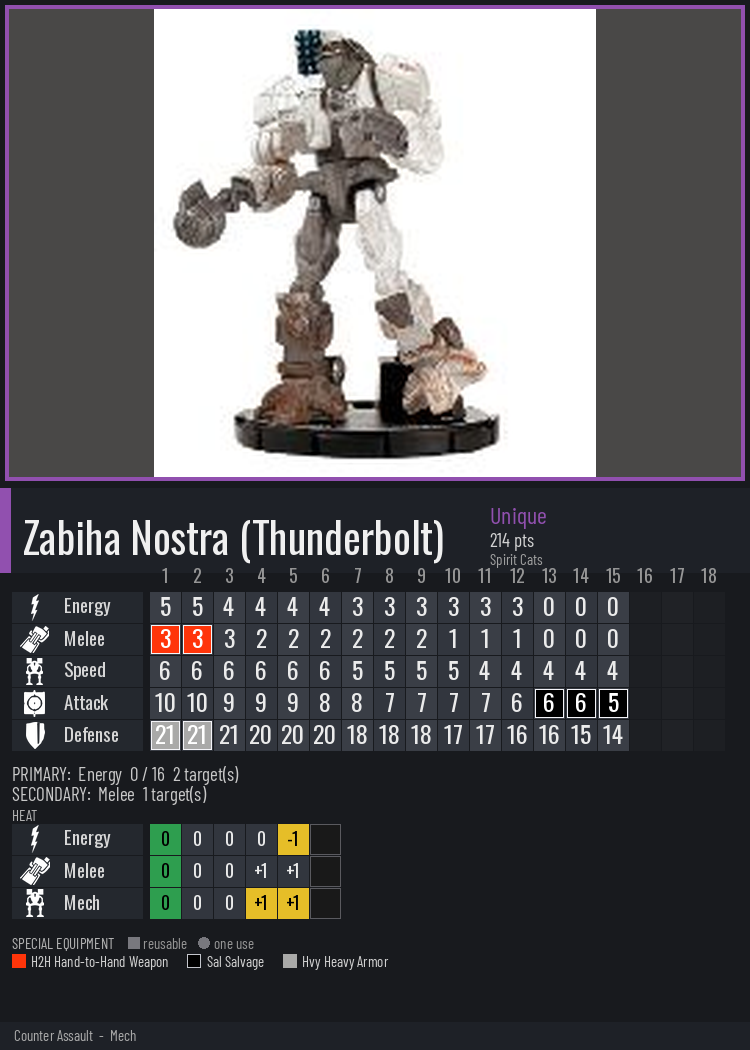 Zabiha Nostra (Thunderbolt)
Unique
214 pts
Spirit Cats
1 2 3 4 5 6 7 8 9 10 11 12 13 14 15 16 17 18
Energy 5 5 4 4 4 4 3 3 3 3 3 3 0 0 0
Melee 3 3 3 2 2 2 2 2 2 1 1 1 0 0 0
Speed 6 6 6 6 6 6 5 5 5 5 4 4 4 4 4
Attack 10 10 9 9 9 8 8 7 7 7 7 6 6 6 5
Defense 21 21 21 20 20 20 18 18 18 17 17 16 16 15 14
PRIMARY: Energy 0 / 16 2 target(s)
SECONDARY: Melee 1 target(s)
HEAT
Energy 0 0 0 0 -1
Melee 0 0 0 +1 +1
Mech 0 0 0 +1 +1
SPECIAL EQUIPMENT reusable one use
H2H Hand-to-Hand Weapon Sal Salvage Hvy Heavy Armor
Counter Assault - Mech